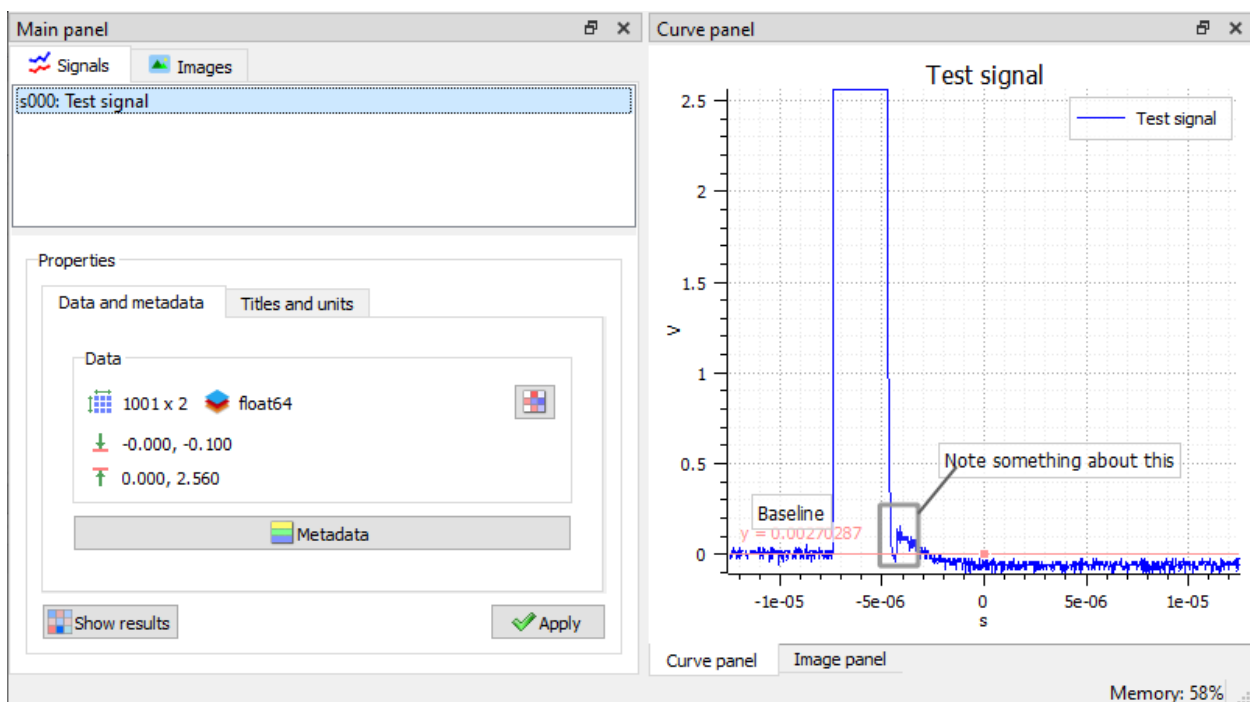 Main panel
Signals
Images
s000: Test signal
Properties
Data and metadata
Titles and units
Data
1001 x 2
float64
-0.000, -0.100
0.000, 2.560
Metadata
Show results
Apply
Curve panel
Test signal
Test signal
2.5
2
1.5
1
0.5
0
V
Note something about this
Baseline
y = 0.00270287
-1e-05
-5e-06
0
5e-06
1e-05
s
Curve panel
Image panel
Memory: 58%